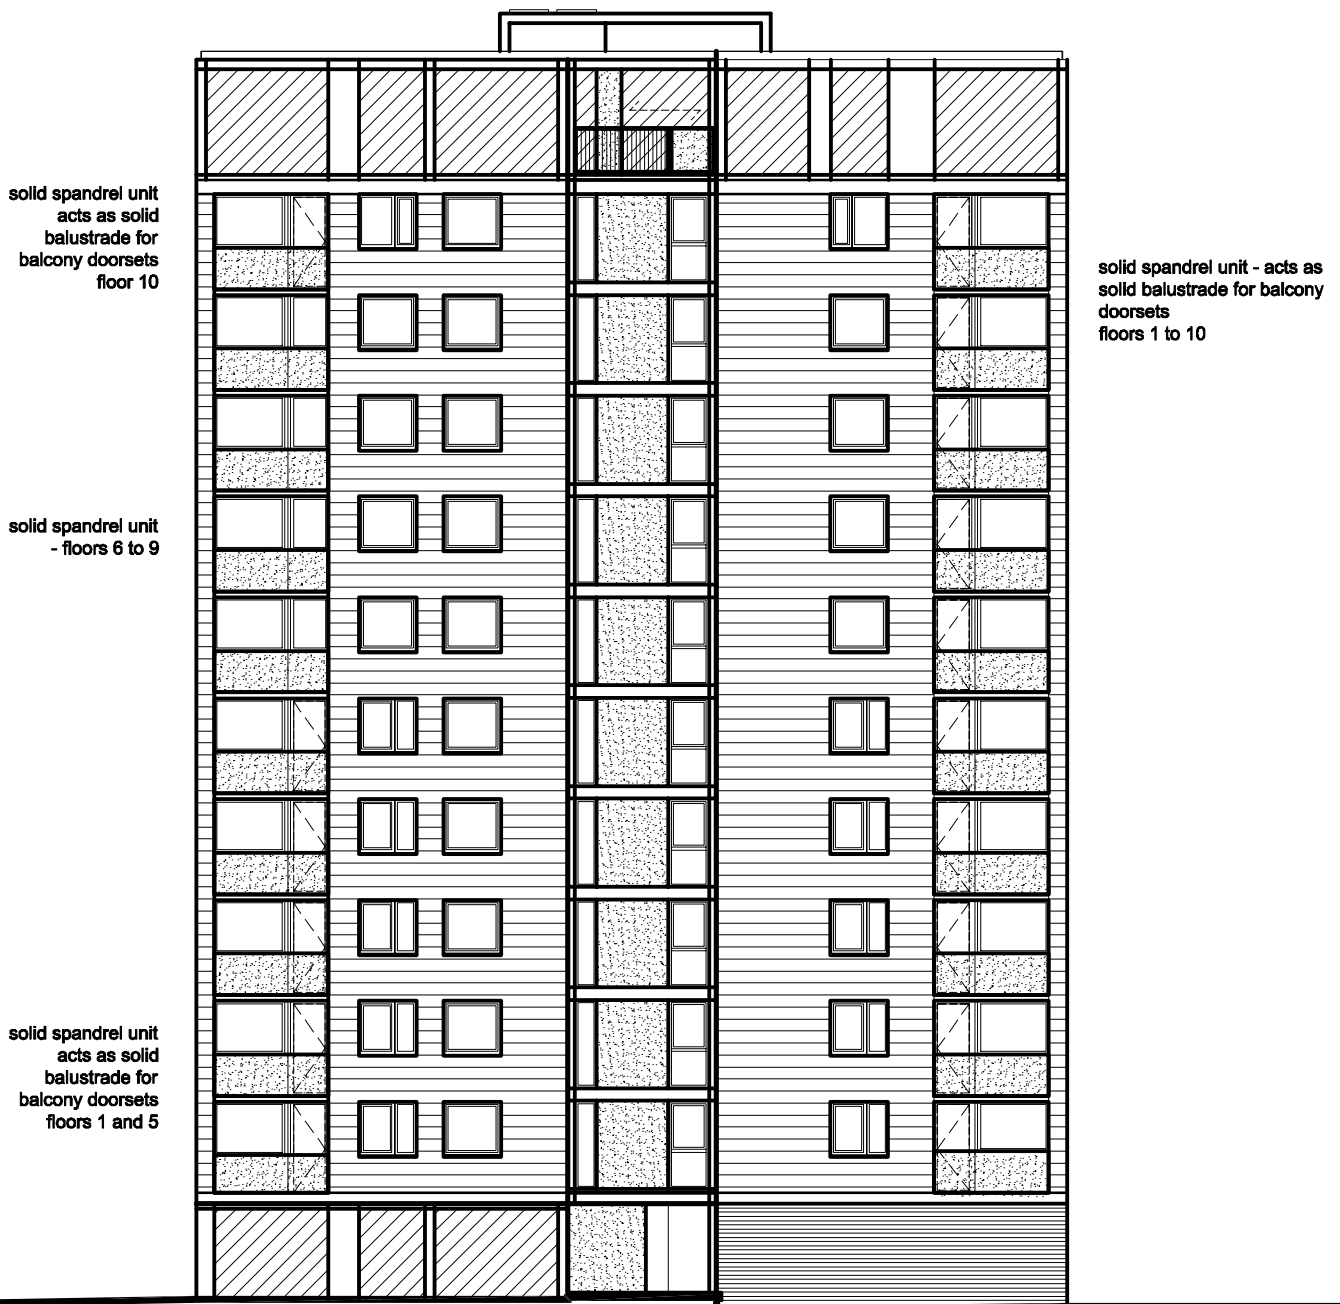 solid spandrel unit
acts as solid
balustrade for
balcony doorsets
floor 10
solid spandrel unit - acts as
solid balustrade for balcony
doorsets
floors 1 to 10
solid spandrel unit
- floors 6 to 9
solid spandrel unit
acts as solid
balustrade for
balcony doorsets
floors 1 and 5